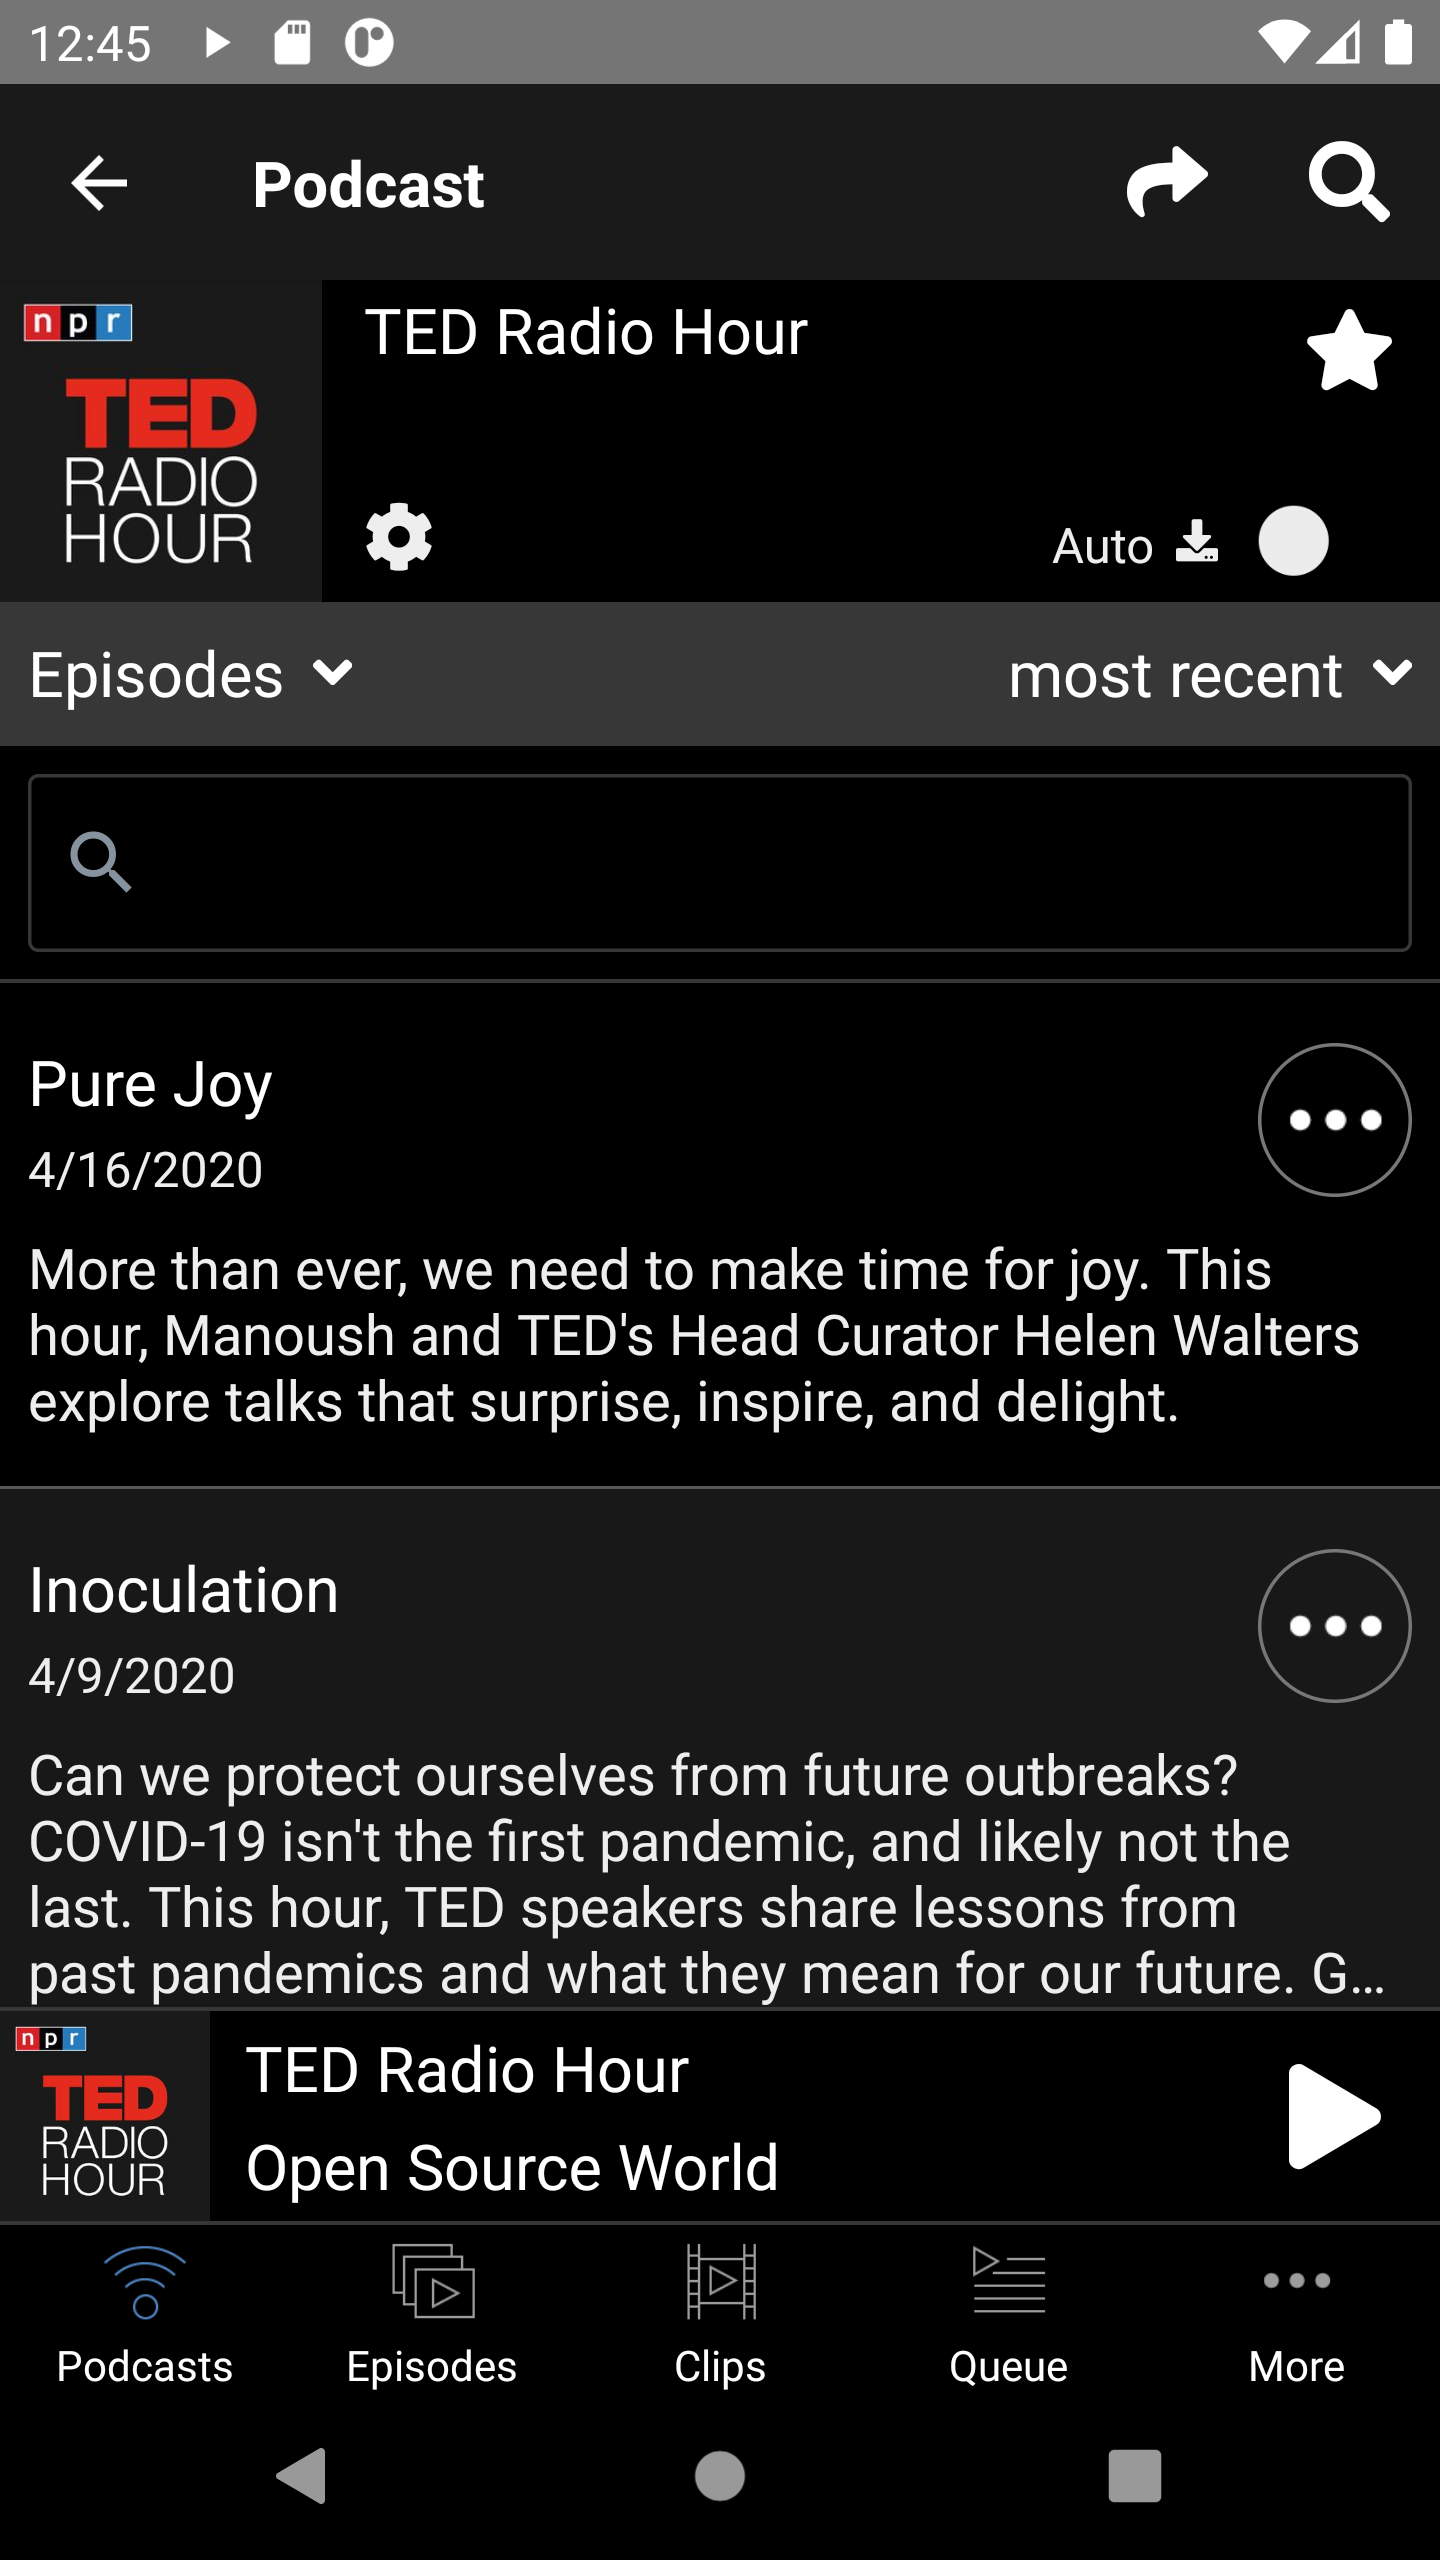 12:45
Podcast
npr
TED
RADIO
HOUR
TED Radio Hour
Auto
Episodes
most recent
Pure Joy
4/16/2020
More than ever, we need to make time for joy. This
hour, Manoush and TED's Head Curator Helen Walters
explore talks that surprise, inspire, and delight.
Inoculation
4/9/2020
Can we protect ourselves from future outbreaks?
COVID-19 isn't the first pandemic, and likely not the
last. This hour, TED speakers share lessons from
past pandemics and what they mean for our future. G…
npr
TED
RADIO
HOUR
TED Radio Hour
Open Source World
Podcasts
Episodes
Clips
Queue
More